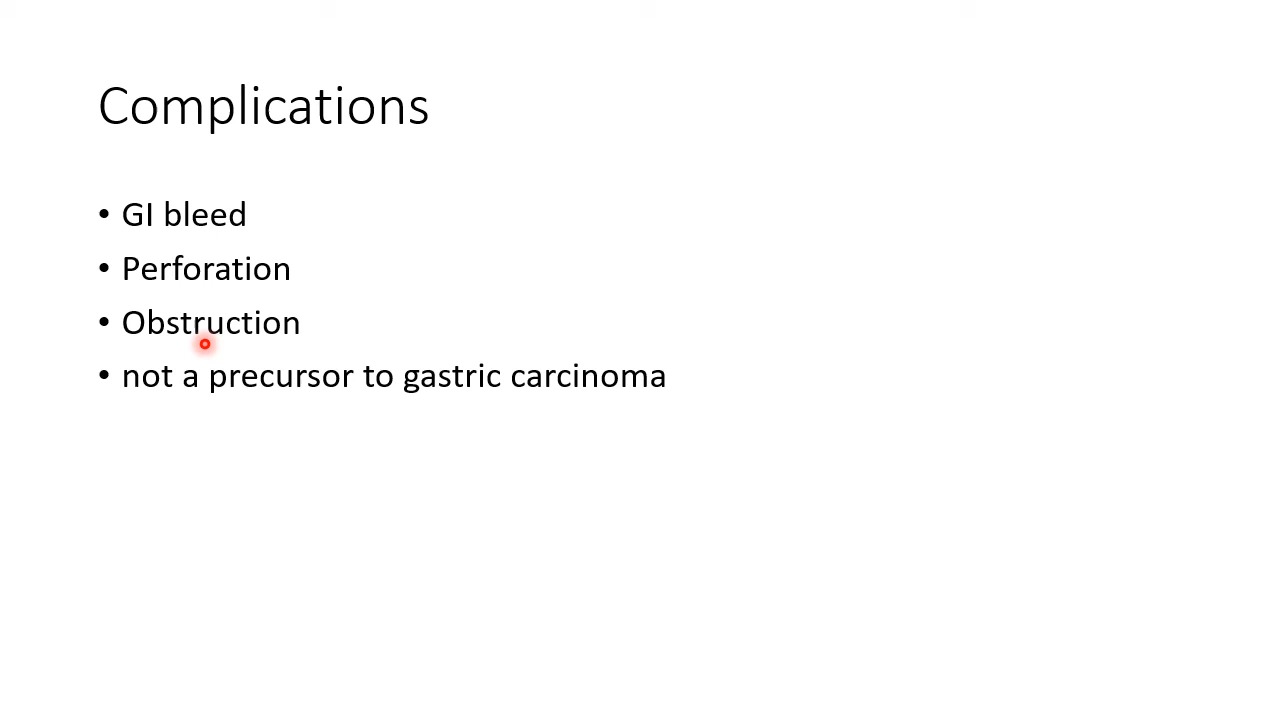 Complications
• GI bleed
• Perforation
• Obstruction
• not a precursor to gastric carcinoma